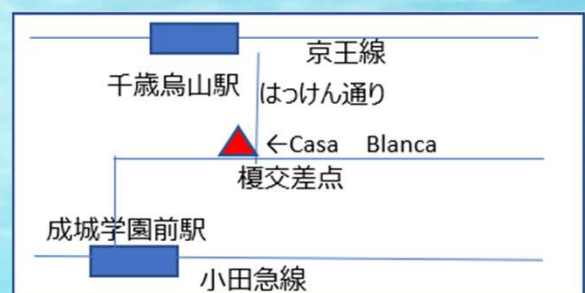 京王線
千歳烏山駅
はっけん通り
←Casa Blanca
榎交差点
成城学園前駅
小田急線